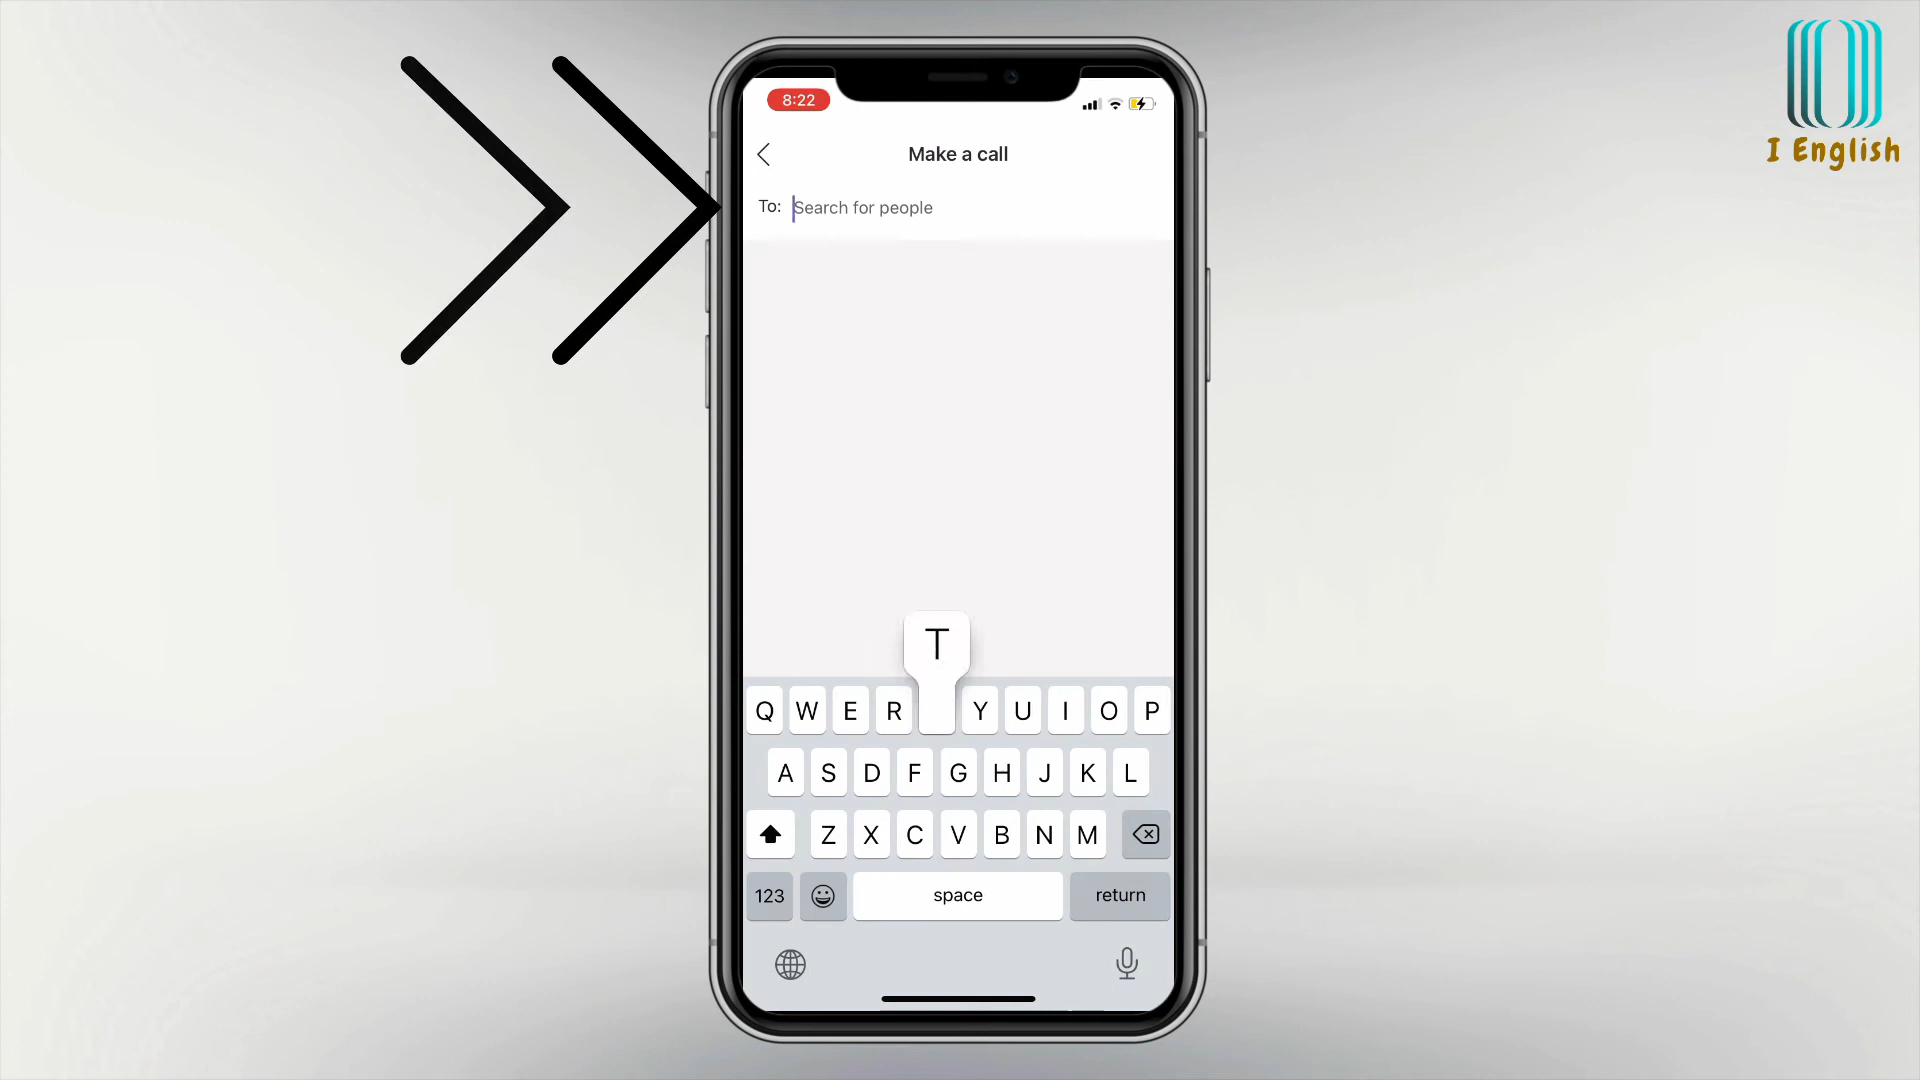 I English
8:22
Make a call
To: Search for people
T
Q W E R Y U I O P
A S D F G H J K L
Z X C V B N M
123 space return